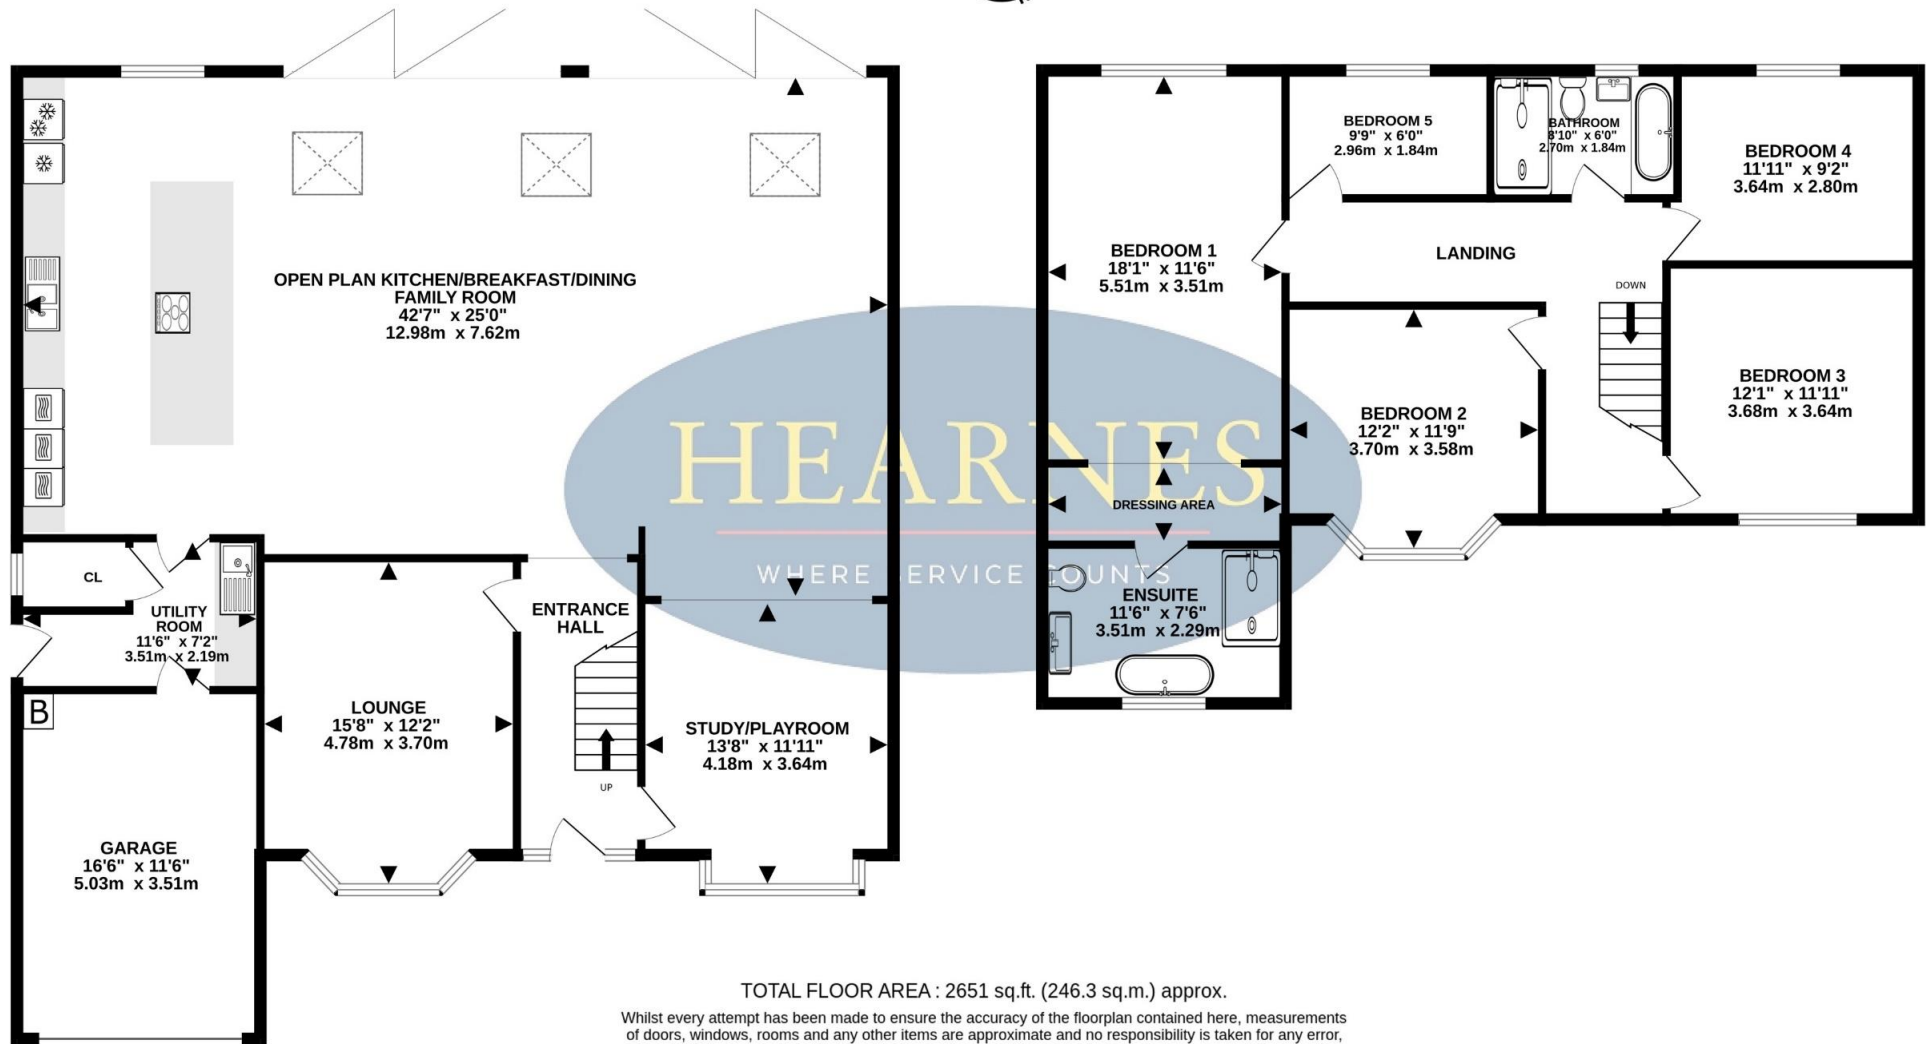 OPEN PLAN KITCHEN/BREAKFAST/DINING
FAMILY ROOM
42'7" x 25'0"
12.98m x 7.62m
CL
UTILITY
ROOM
11'6" x 7'2"
3.51m x 2.19m
B
GARAGE
16'6" x 11'6"
5.03m x 3.51m
LOUNGE
15'8" x 12'2"
4.78m x 3.70m
ENTRANCE
HALL
UP
STUDY/PLAYROOM
13'8" x 11'11"
4.18m x 3.64m
BEDROOM 1
18'1" x 11'6"
5.51m x 3.51m
BEDROOM 5
9'9" x 6'0"
2.96m x 1.84m
BATHROOM
8'10" x 6'0"
2.70m x 1.84m
BEDROOM 4
11'11" x 9'2"
3.64m x 2.80m
LANDING
DOWN
BEDROOM 2
12'2" x 11'9"
3.70m x 3.58m
BEDROOM 3
12'1" x 11'11"
3.68m x 3.64m
DRESSING AREA
ENSUITE
11'6" x 7'6"
3.51m x 2.29m
HEARNES
WHERE SERVICE COUNTS
TOTAL FLOOR AREA : 2651 sq.ft. (246.3 sq.m.) approx.
Whilst every attempt has been made to ensure the accuracy of the floorplan contained here, measurements
of doors, windows, rooms and any other items are approximate and no responsibility is taken for any error,